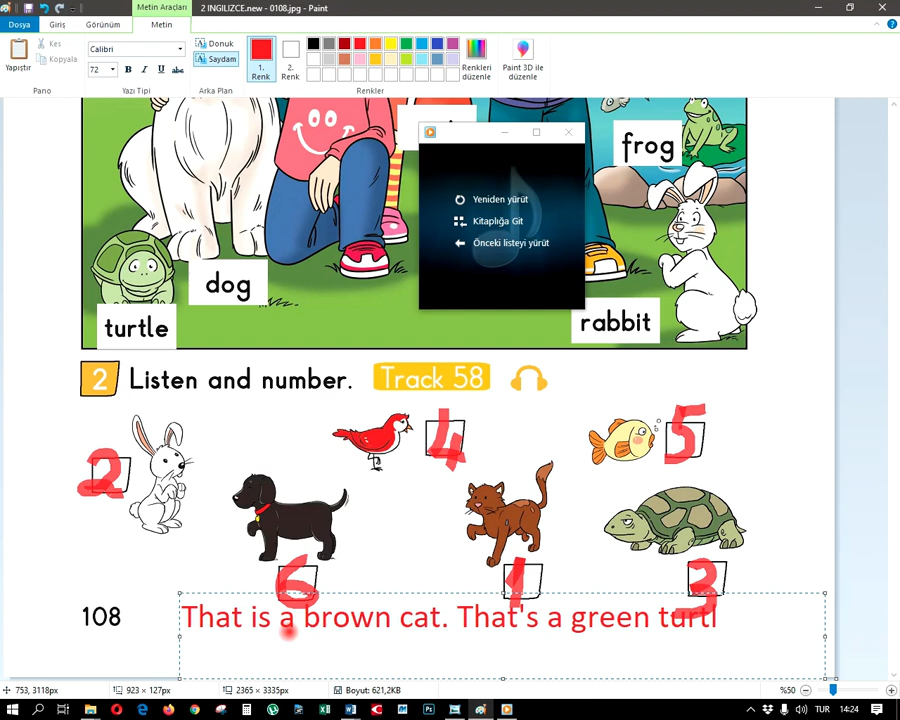 Metin Araçları
2 INGILIZCE.new - 0108.jpg - Paint
Dosya Giriş Görünüm Metin
Yapıştır
Kes
Kopyala
Pano
Calibri
72
B I U abc
Yazı Tipi
Donuk
Saydam
Arka Plan
1. Renk
2. Renk
Renkler
Renkleri düzenle
Paint 3D ile düzenle
frog
Yeniden yürüt
Kitaplığa Git
Önceki listeyi yürüt
dog
turtle
rabbit
2 Listen and number. Track 58
4
5
2
6
1
3
108
That is a brown cat. That's a green turtl
753, 3118px
923 × 127px
2365 × 3335px
Boyut: 621,2KB
%50
TUR 14:24